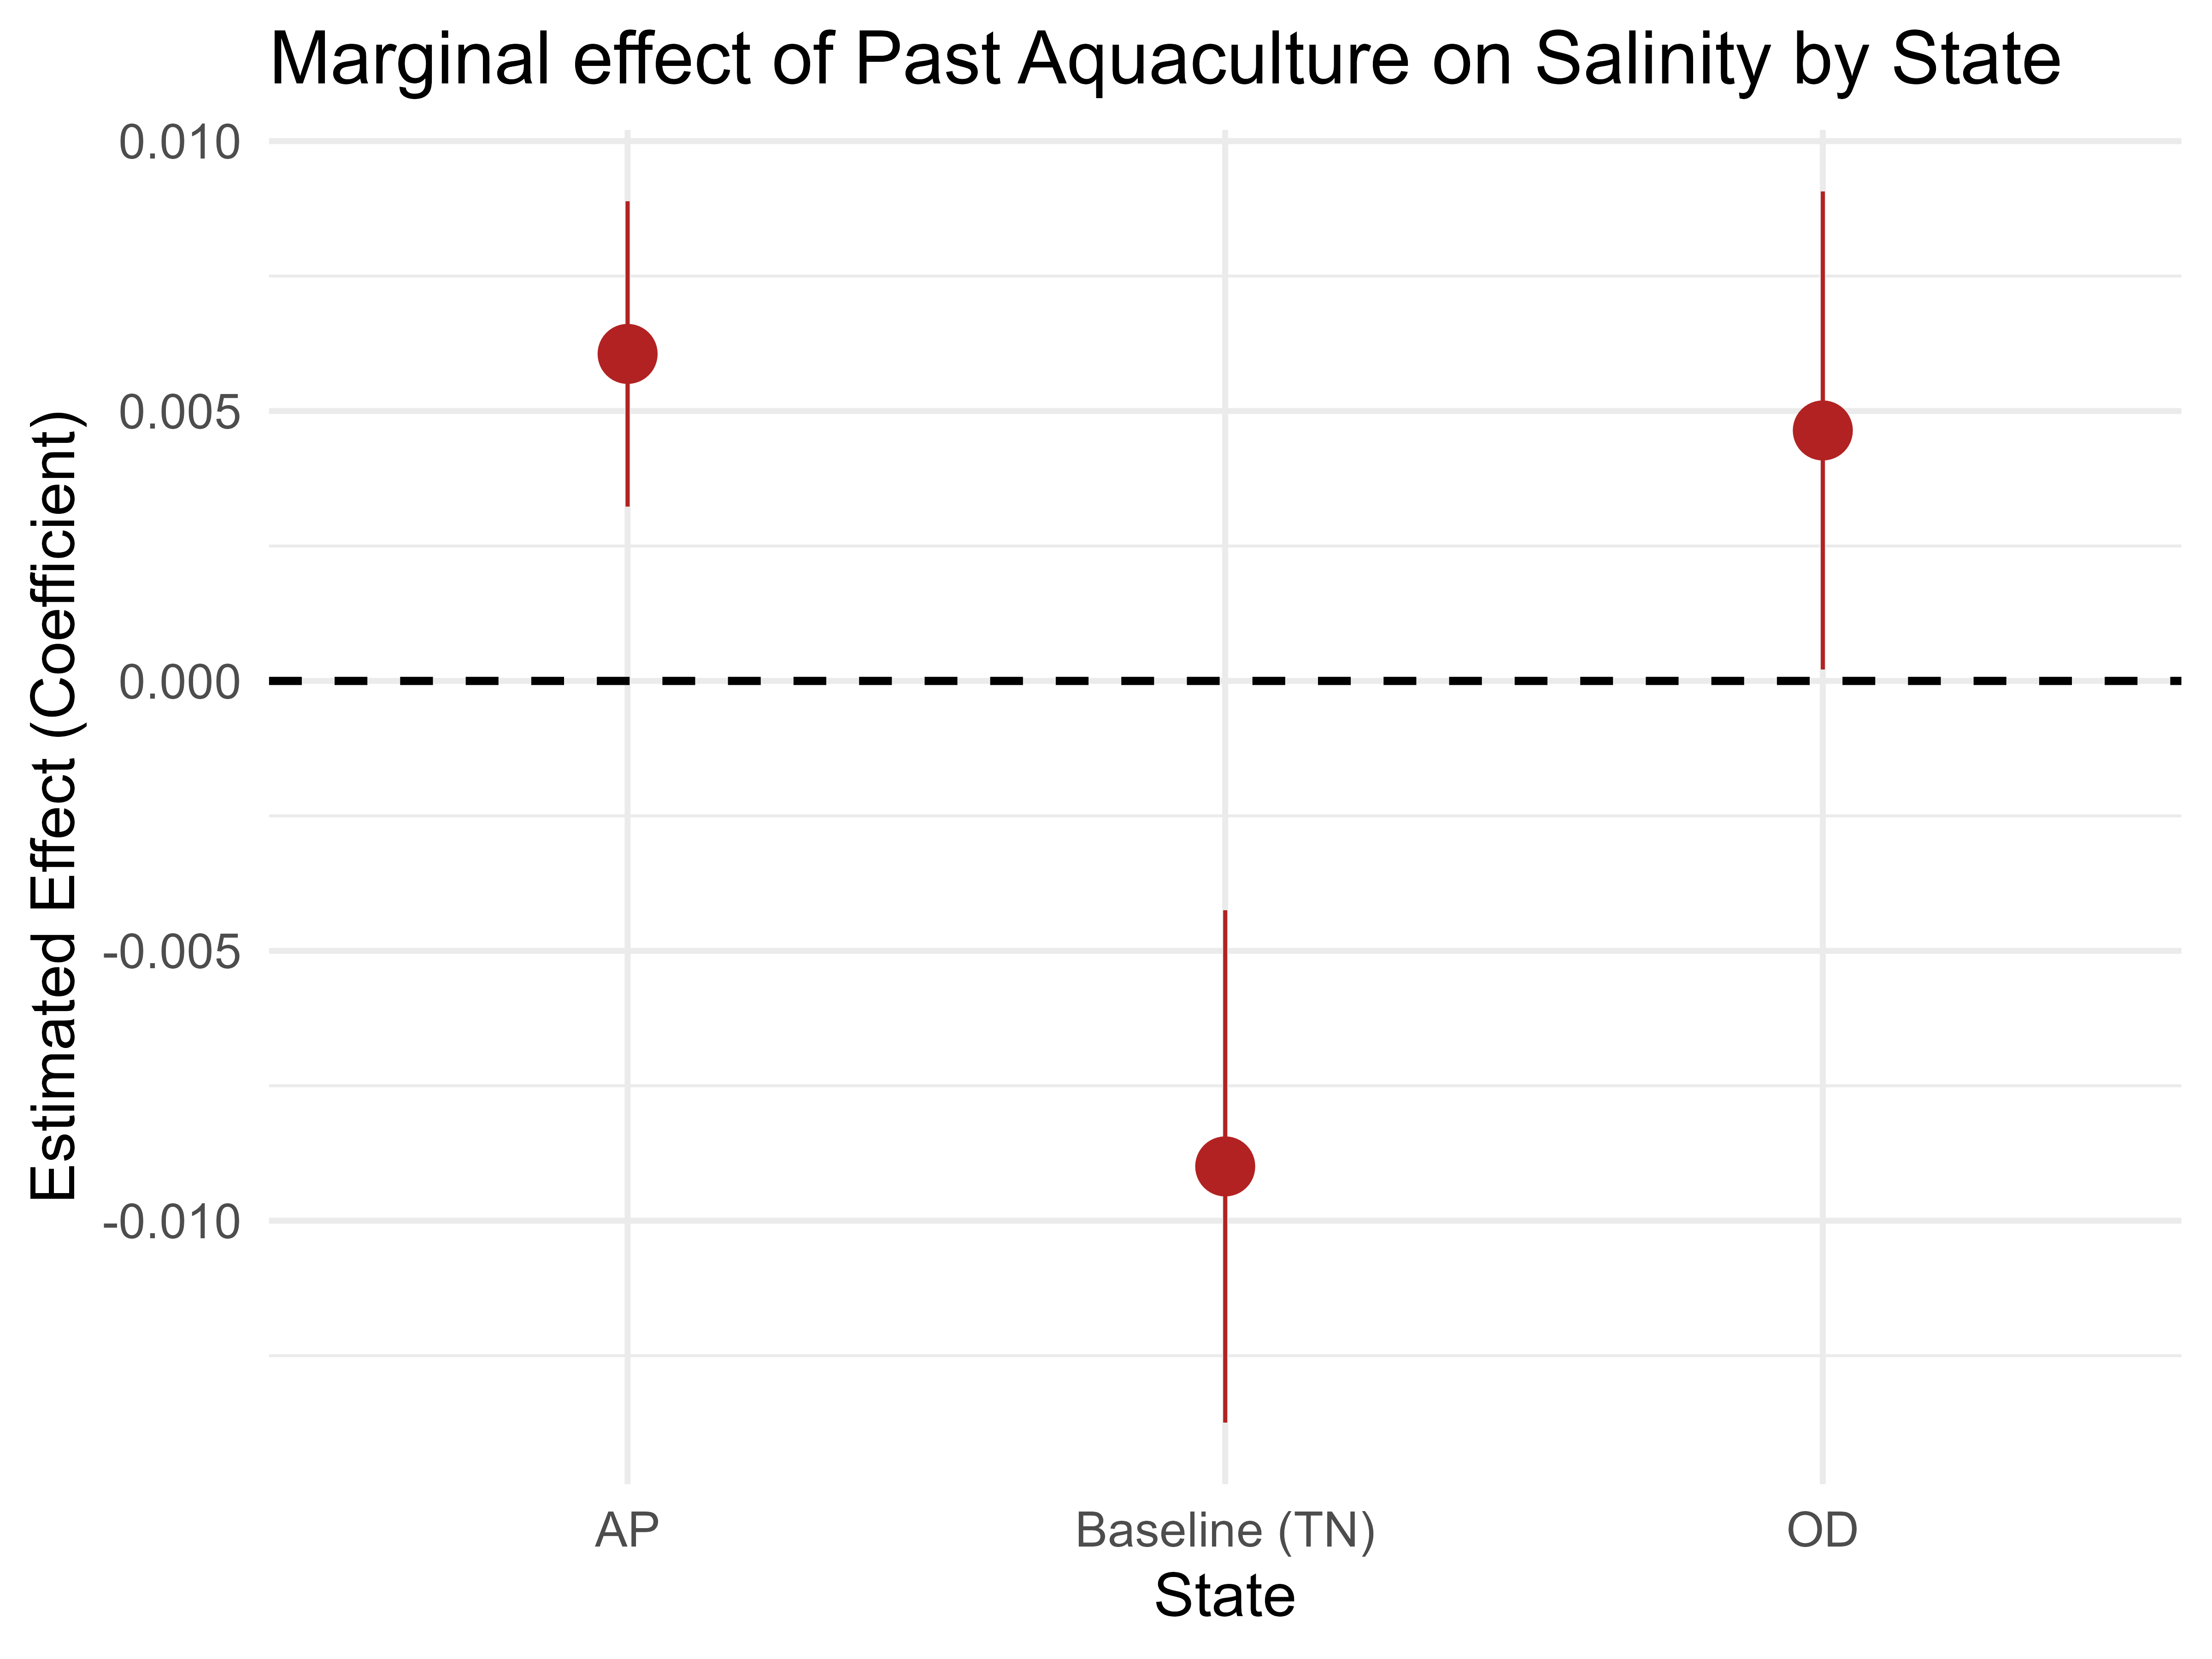 Marginal effect of Past Aquaculture on Salinity by State
Estimated Effect (Coefficient)
0.010
0.005
0.000
-0.005
-0.010
AP
Baseline (TN)
OD
State